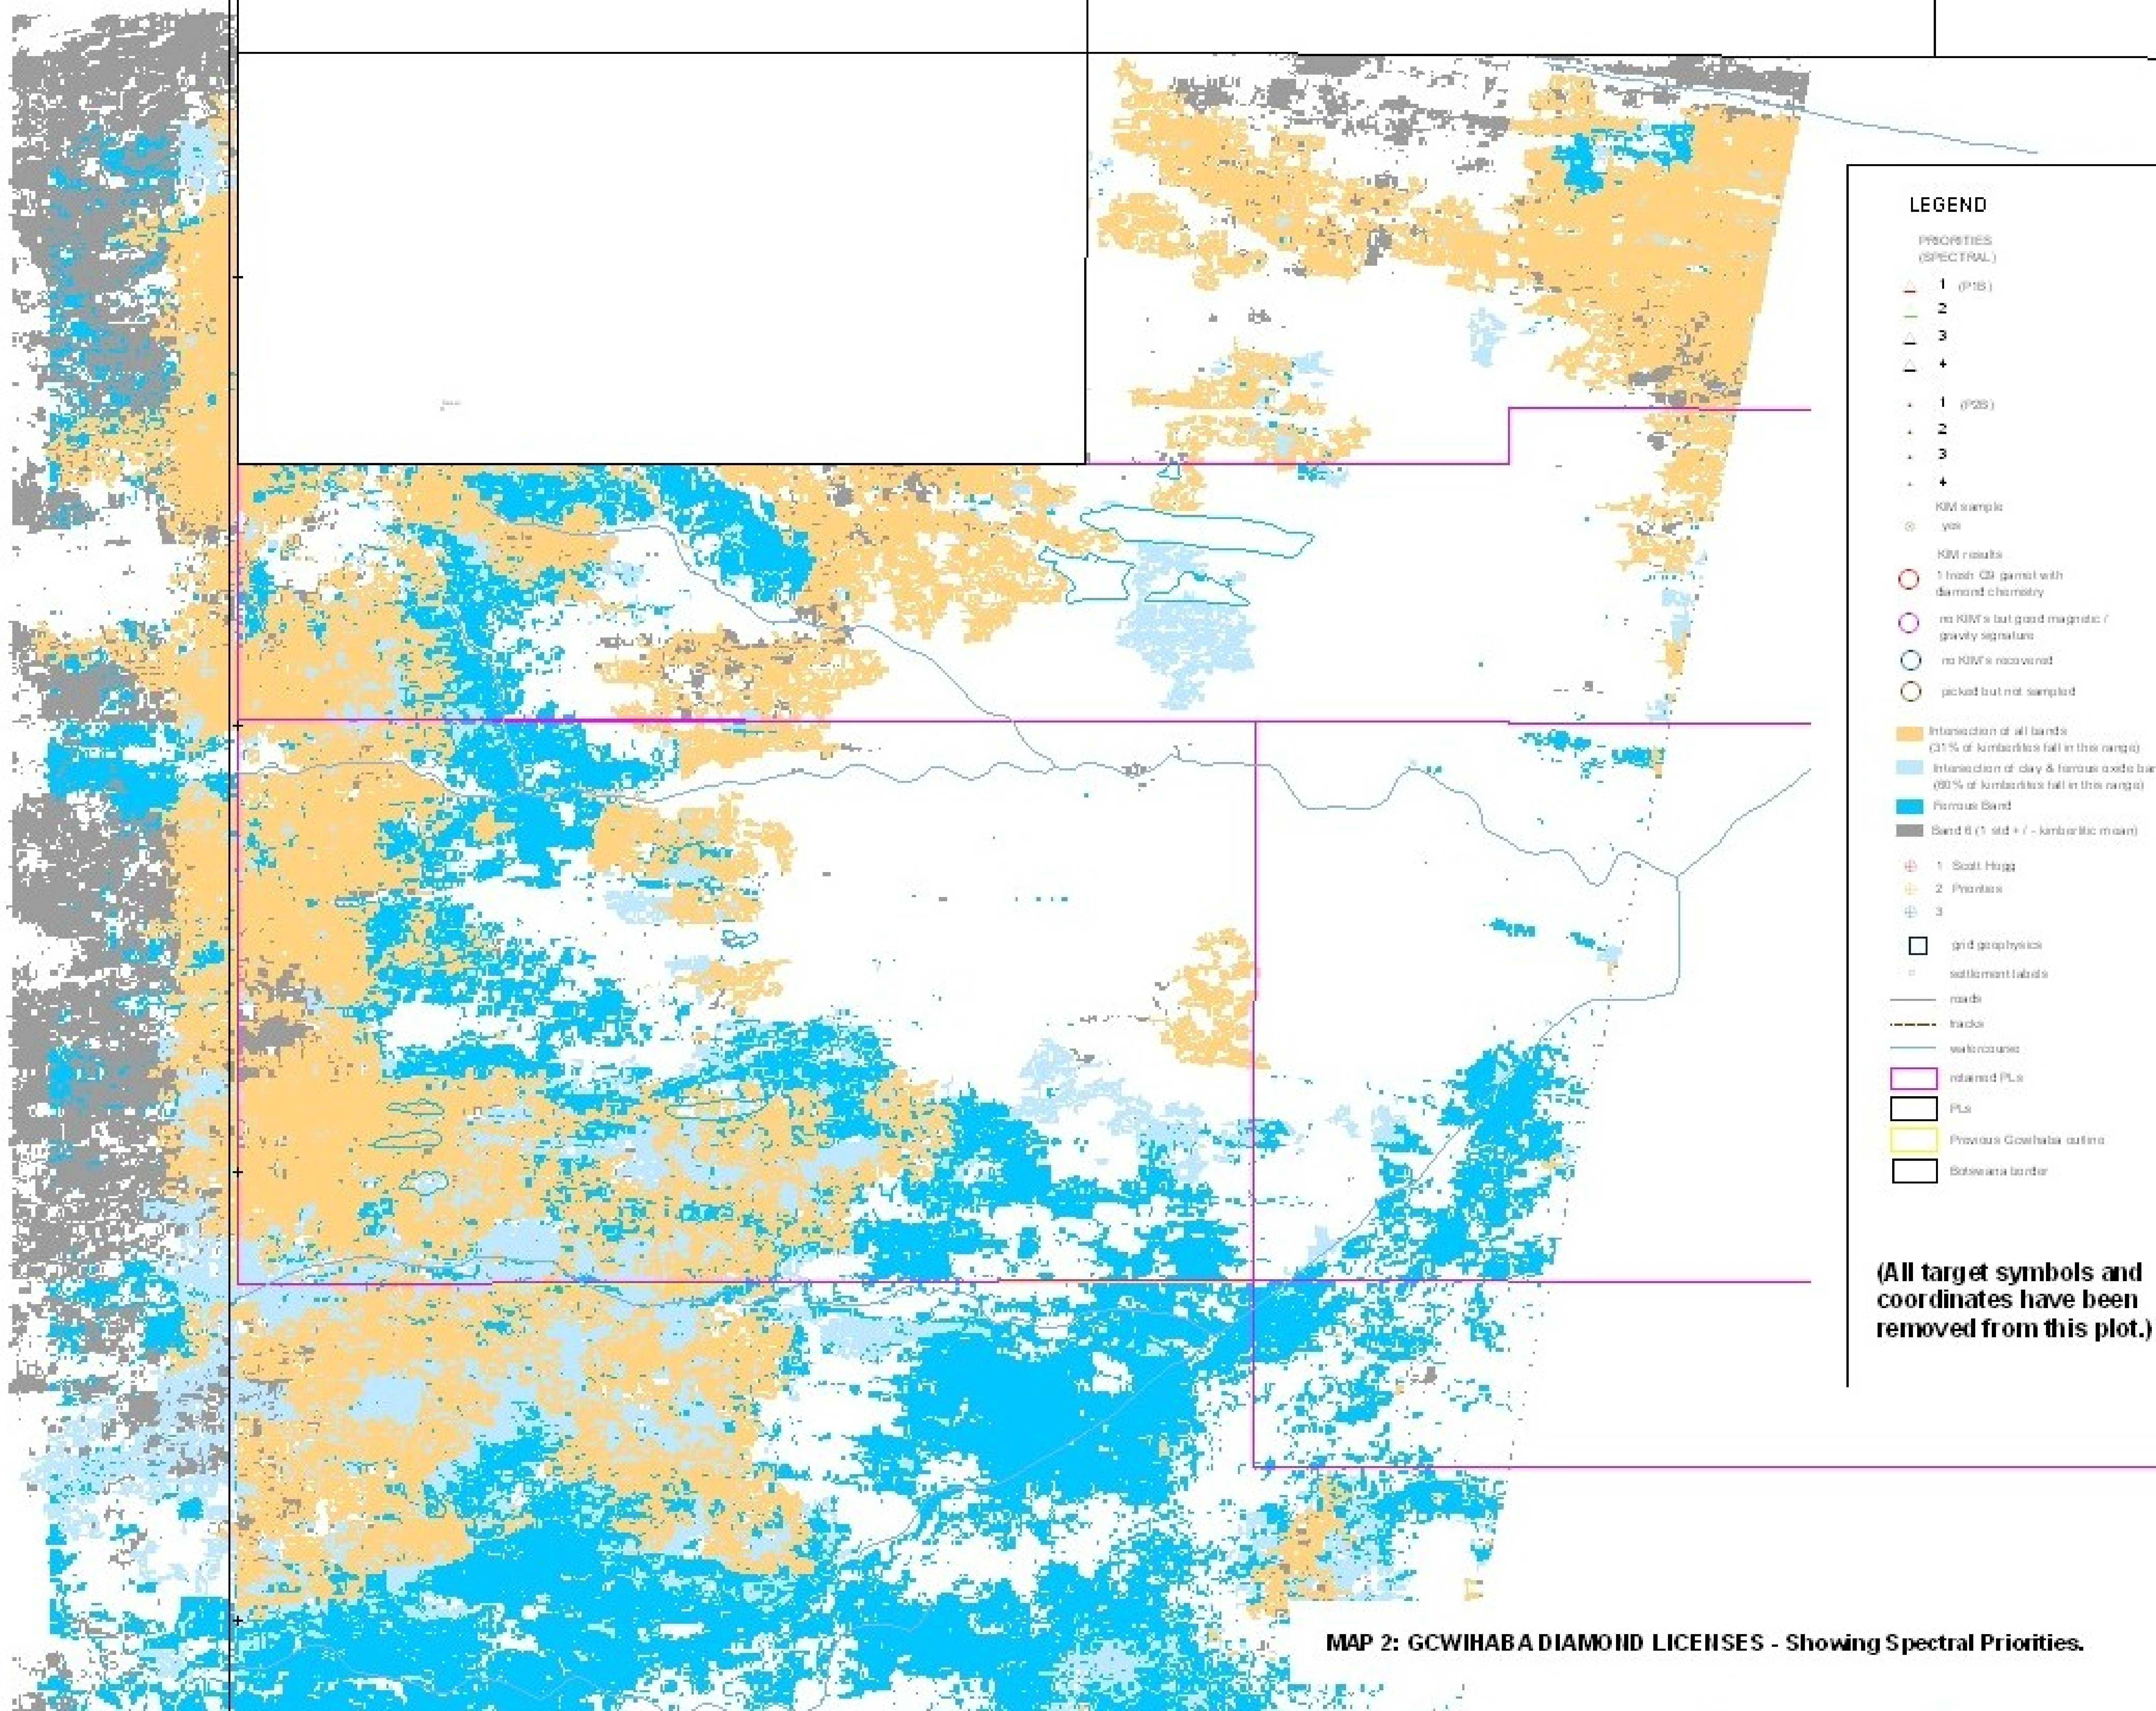 LEGEND
PRIORITIES
(SPECTRAL)
1 (P1B)
2
3
4
1 (P2B)
2
3
4
KIM sample
yes
KIM results
1 fresh G9 garnet with
diamond chemistry
no KIM's but good magnetic /
gravity signature
no KIM's recovered
picked but not sampled
Intersection of all bands
(31% of kimberlites fall in this range)
Intersection of clay & ferrous oxide bar
(60% of kimberlites fall in this range)
Ferrous Band
Band 6 (1 std + / - kimberlitic mean)
1 Scott Hogg
2 Priorities
3
grid geophysics
settlement labels
roads
tracks
watercourse
retained PLs
PLs
Previous Gcwihaba outline
Botswana border
(All target symbols and
coordinates have been
removed from this plot.)
MAP 2: GCWIHABA DIAMOND LICENSES - Showing Spectral Priorities.